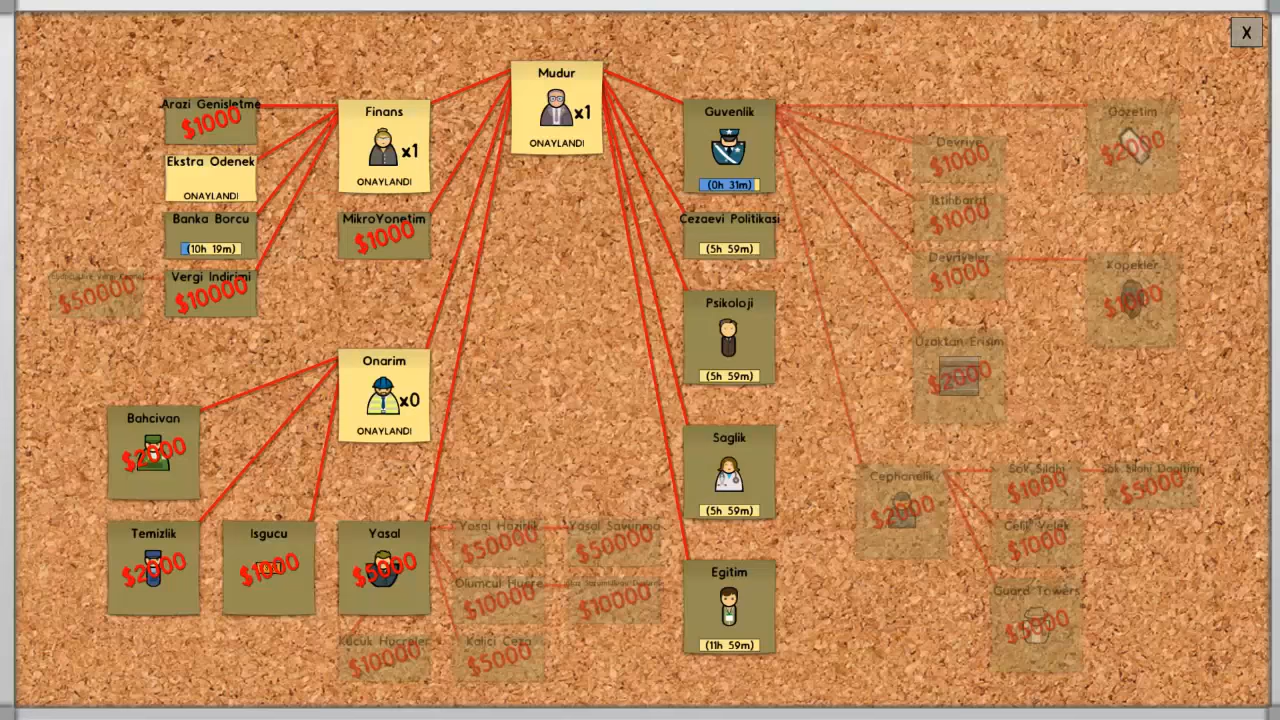 X
Mudur
x1
ONAYLANDI
Arazi Genisletme
$1000
Finans
x1
ONAYLANDI
Ekstra Odenek
ONAYLANDI
Banka Borcu
(10h 19m)
MikroYonetim
$1000
Vergi Indirimi
$10000
$50000
Guvenlik
(0h 31m)
Cezaevi Politikasi
(5h 59m)
Psikoloji
(5h 59m)
Saglik
(5h 59m)
Egitim
(11h 59m)
Gozetim
$2000
Devriye
$1000
Istihbarat
$1000
Devriyeler
$1000
Kopekler
$1000
Uzaktan Erisim
$2000
Cephanelik
$2000
Sok Silahi
$1000
Sok Silahi Dagitimi
$5000
Celik Yelek
$1000
Guard Towers
$5000
Onarim
x0
ONAYLANDI
Bahcivan
$2000
Temizlik
$2000
Isgucu
$1000
Yasal
$5000
Yasal Hazirlik
$50000
Yasal Savunma
$50000
Olumcul Hucre
$10000
$10000
Kucuk Hucreler
$10000
Kalici Ceza
$5000